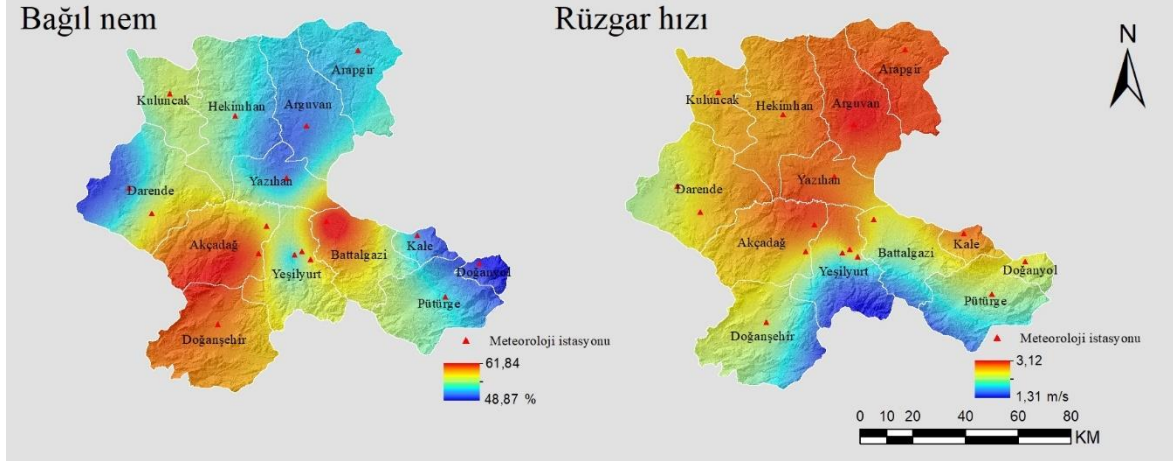 Bağıl nem
Arapgir
Kuluncak
Hekimhan
Arguvan
Yazıhan
Darende
Akçadağ
Battalgazi
Kale
Yeşilyurt
Doğanyol
Pütürge
Doğanşehir
Meteoroloji istasyonu
61,84
48,87 %
Rüzgar hızı
N
Arapgir
Kuluncak
Hekimhan
Arguvan
Yazıhan
Darende
Akçadağ
Battalgazi
Kale
Yeşilyurt
Doğanyol
Pütürge
Doğanşehir
Meteoroloji istasyonu
3,12
1,31 m/s
0 10 20 40 60 80
KM